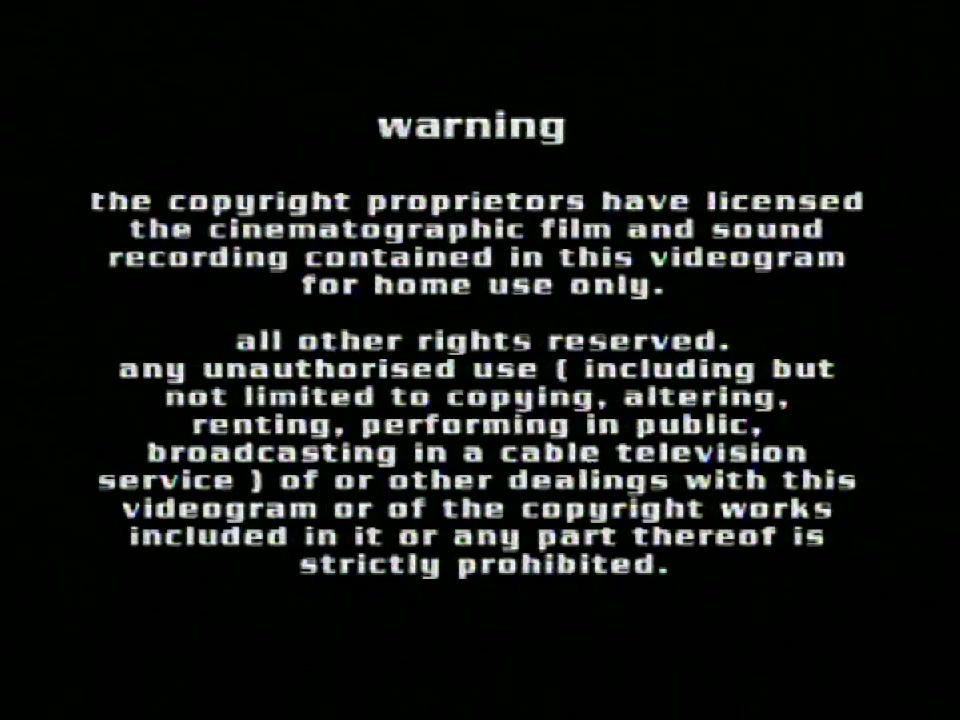 warning
the copyright proprietors have licensed
the cinematographic film and sound
recording contained in this videogram
for home use only.
all other rights reserved.
any unauthorised use ( including but
not limited to copying, altering,
renting, performing in public,
broadcasting in a cable television
service ) of or other dealings with this
videogram or of the copyright works
included in it or any part thereof is
strictly prohibited.